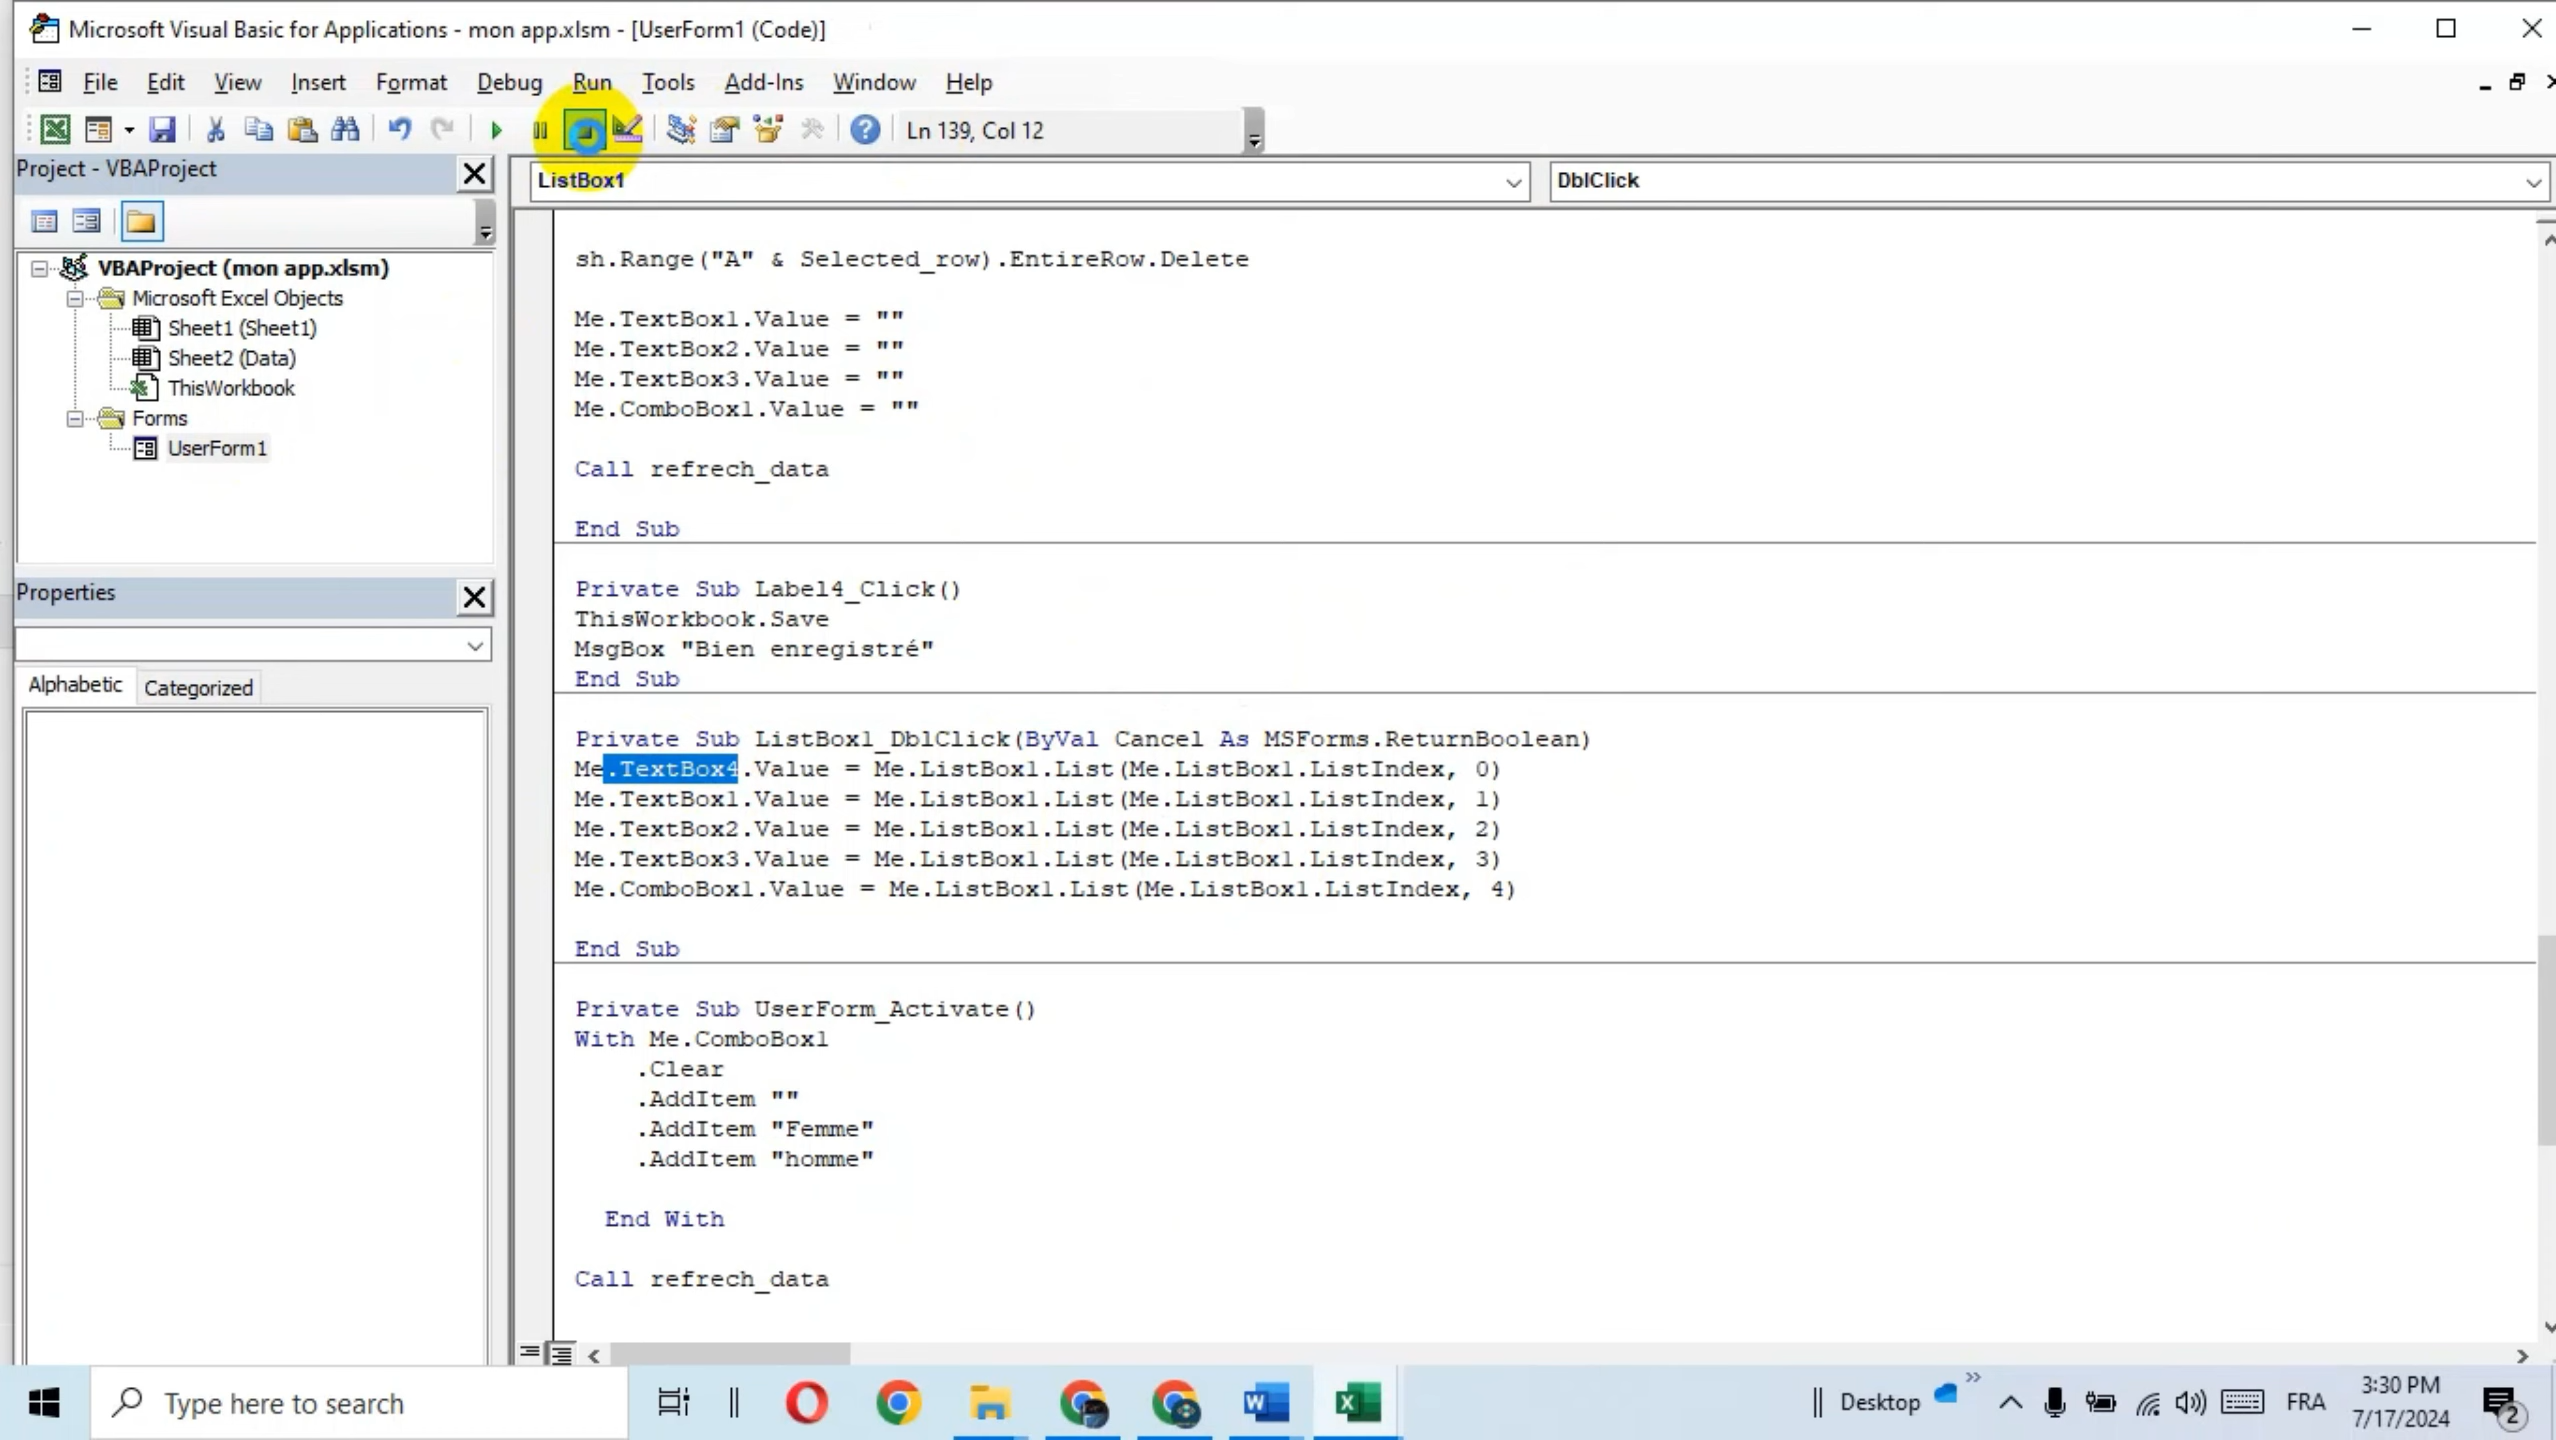 Microsoft Visual Basic for Applications - mon app.xlsm - [UserForm1 (Code)]
File Edit View Insert Format Debug Run Tools Add-Ins Window Help
Ln 139, Col 12
Project - VBAProject
ListBox1
DblClick
VBAProject (mon app.xlsm)
Microsoft Excel Objects
Sheet1 (Sheet1)
Sheet2 (Data)
ThisWorkbook
Forms
UserForm1
Properties
Alphabetic Categorized
sh.Range("A" & Selected_row).EntireRow.Delete
Me.TextBox1.Value = ""
Me.TextBox2.Value = ""
Me.TextBox3.Value = ""
Me.ComboBox1.Value = ""
Call refrech_data
End Sub
Private Sub Label4_Click()
ThisWorkbook.Save
MsgBox "Bien enregistré"
End Sub
Private Sub ListBox1_DblClick(ByVal Cancel As MSForms.ReturnBoolean)
Me.TextBox4.Value = Me.ListBox1.List(Me.ListBox1.ListIndex, 0)
Me.TextBox1.Value = Me.ListBox1.List(Me.ListBox1.ListIndex, 1)
Me.TextBox2.Value = Me.ListBox1.List(Me.ListBox1.ListIndex, 2)
Me.TextBox3.Value = Me.ListBox1.List(Me.ListBox1.ListIndex, 3)
Me.ComboBox1.Value = Me.ListBox1.List(Me.ListBox1.ListIndex, 4)
End Sub
Private Sub UserForm_Activate()
With Me.ComboBox1
.Clear
.AddItem ""
.AddItem "Femme"
.AddItem "homme"
End With
Call refrech_data
Type here to search
Desktop
FRA
3:30 PM
7/17/2024
2